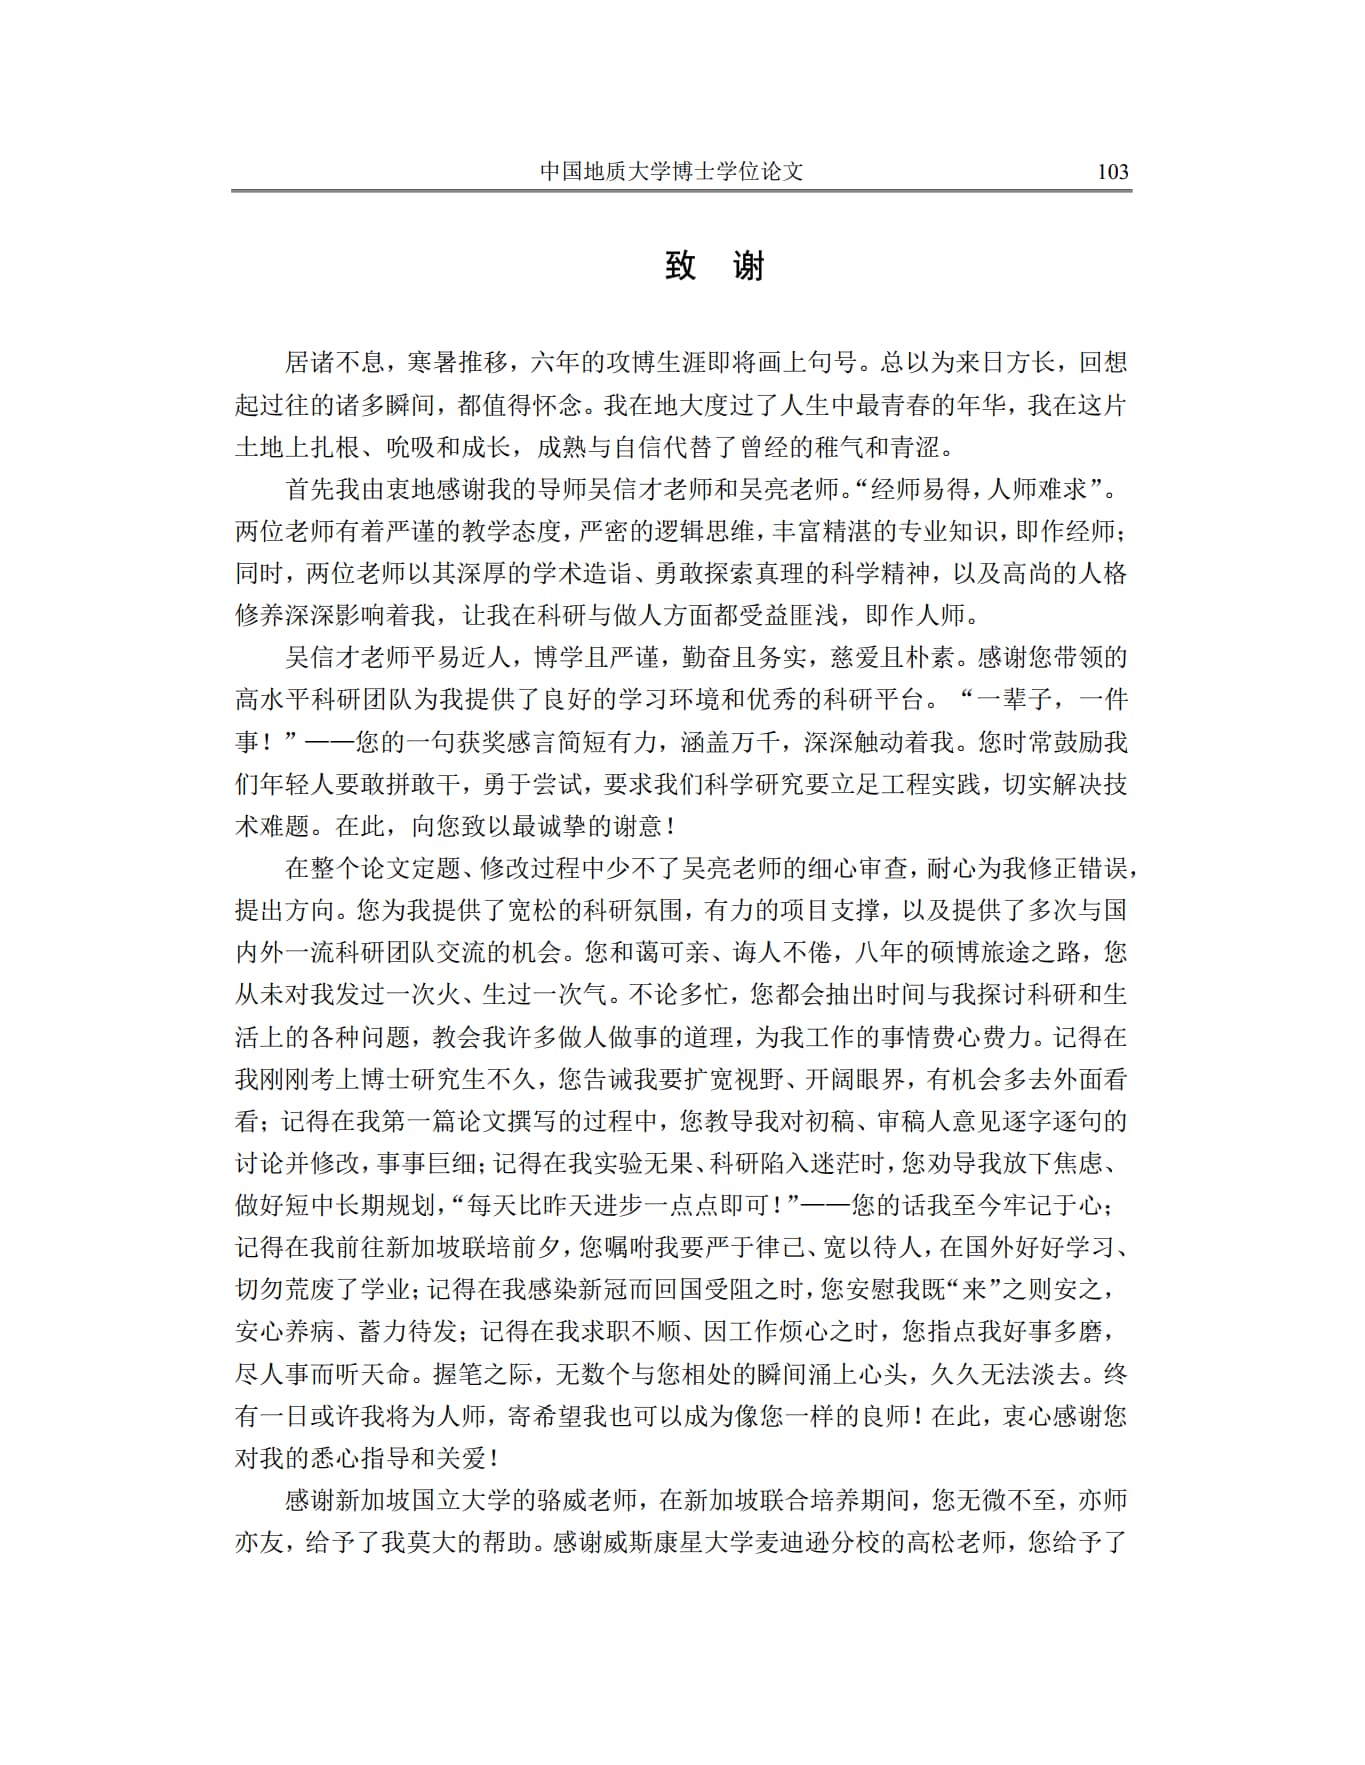 中国地质大学博士学位论文 103
致 谢
居诸不息，寒暑推移，六年的攻博生涯即将画上句号。总以为来日方长，回想
起过往的诸多瞬间，都值得怀念。我在地大度过了人生中最青春的年华，我在这片
土地上扎根、吮吸和成长，成熟与自信代替了曾经的稚气和青涩。
首先我由衷地感谢我的导师吴信才老师和吴亮老师。“经师易得，人师难求”。
两位老师有着严谨的教学态度，严密的逻辑思维，丰富精湛的专业知识，即作经师；
同时，两位老师以其深厚的学术造诣、勇敢探索真理的科学精神，以及高尚的人格
修养深深影响着我，让我在科研与做人方面都受益匪浅，即作人师。
吴信才老师平易近人，博学且严谨，勤奋且务实，慈爱且朴素。感谢您带领的
高水平科研团队为我提供了良好的学习环境和优秀的科研平台。“一辈子，一件
事！”——您的一句获奖感言简短有力，涵盖万千，深深触动着我。您时常鼓励我
们年轻人要敢拼敢干，勇于尝试，要求我们科学研究要立足工程实践，切实解决技
术难题。在此，向您致以最诚挚的谢意！
在整个论文定题、修改过程中少不了吴亮老师的细心审查，耐心为我修正错误，
提出方向。您为我提供了宽松的科研氛围，有力的项目支撑，以及提供了多次与国
内外一流科研团队交流的机会。您和蔼可亲、诲人不倦，八年的硕博旅途之路，您
从未对我发过一次火、生过一次气。不论多忙，您都会抽出时间与我探讨科研和生
活上的各种问题，教会我许多做人做事的道理，为我工作的事情费心费力。记得在
我刚刚考上博士研究生不久，您告诫我要扩宽视野、开阔眼界，有机会多去外面看
看；记得在我第一篇论文撰写的过程中，您教导我对初稿、审稿人意见逐字逐句的
讨论并修改，事事巨细；记得在我实验无果、科研陷入迷茫时，您劝导我放下焦虑、
做好短中长期规划，“每天比昨天进步一点点即可！”——您的话我至今牢记于心；
记得在我前往新加坡联培前夕，您嘱咐我要严于律己、宽以待人，在国外好好学习、
切勿荒废了学业；记得在我感染新冠而回国受阻之时，您安慰我既“来”之则安之，
安心养病、蓄力待发；记得在我求职不顺、因工作烦心之时，您指点我好事多磨，
尽人事而听天命。握笔之际，无数个与您相处的瞬间涌上心头，久久无法淡去。终
有一日或许我将为人师，寄希望我也可以成为像您一样的良师！在此，衷心感谢您
对我的悉心指导和关爱！
感谢新加坡国立大学的骆威老师，在新加坡联合培养期间，您无微不至，亦师
亦友，给予了我莫大的帮助。感谢威斯康星大学麦迪逊分校的高松老师，您给予了